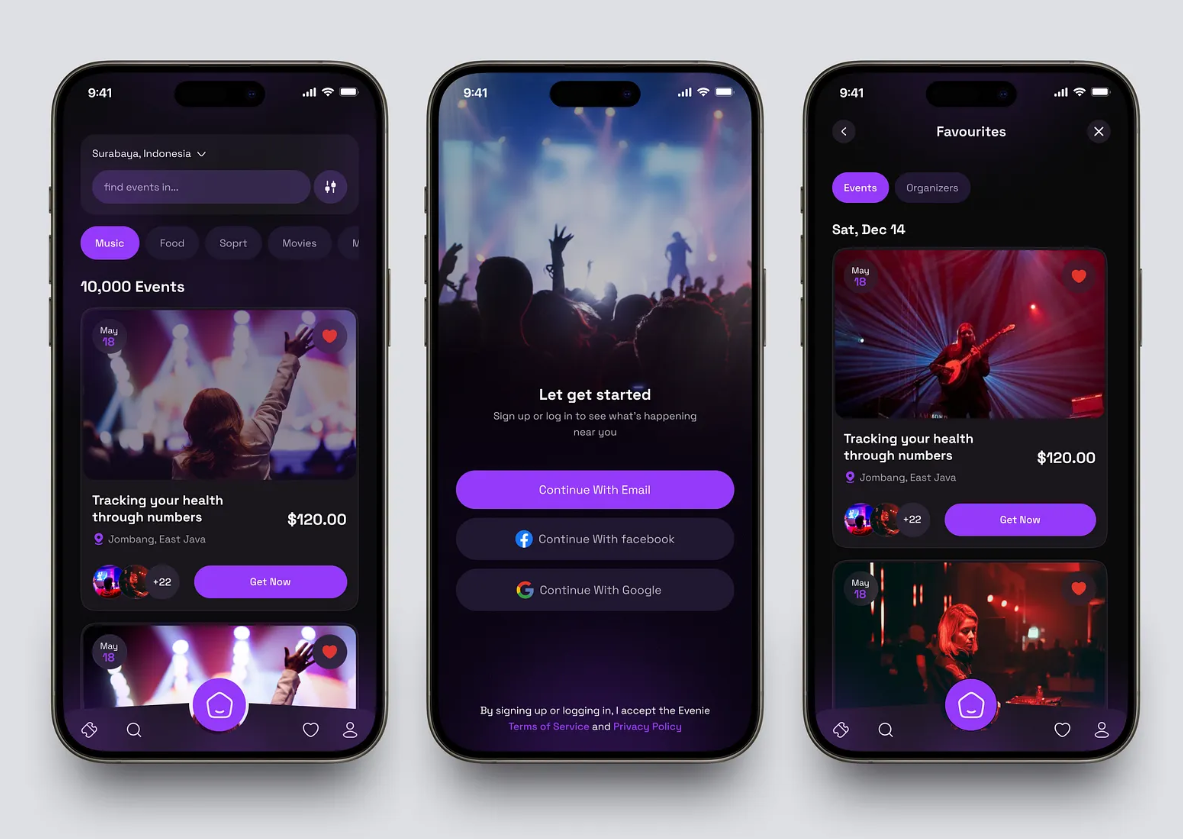 9:41
Surabaya, Indonesia
find events in...
Music
Food
Soprt
Movies
M
10,000 Events
May
18
Tracking your health
through numbers
$120.00
Jombang, East Java
+22
Get Now
May
18
9:41
Let get started
Sign up or log in to see what's happening
near you
Continue With Email
Continue With facebook
Continue With Google
By signing up or logging in, I accept the Evenie
Terms of Service and Privacy Policy
9:41
Favourites
Events
Organizers
Sat, Dec 14
May
18
Tracking your health
through numbers
$120.00
Jombang, East Java
+22
Get Now
May
18